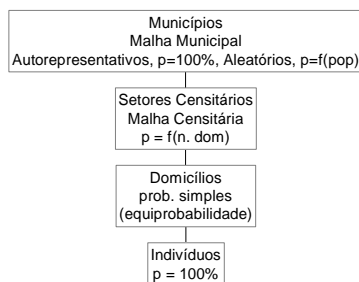 Municípios
Malha Municipal
Autorepresentativos, p=100%, Aleatórios, p=f(pop)
Setores Censitários
Malha Censitária
p = f(n. dom)
Domicílios
prob. simples
(equiprobabilidade)
Indivíduos
p = 100%